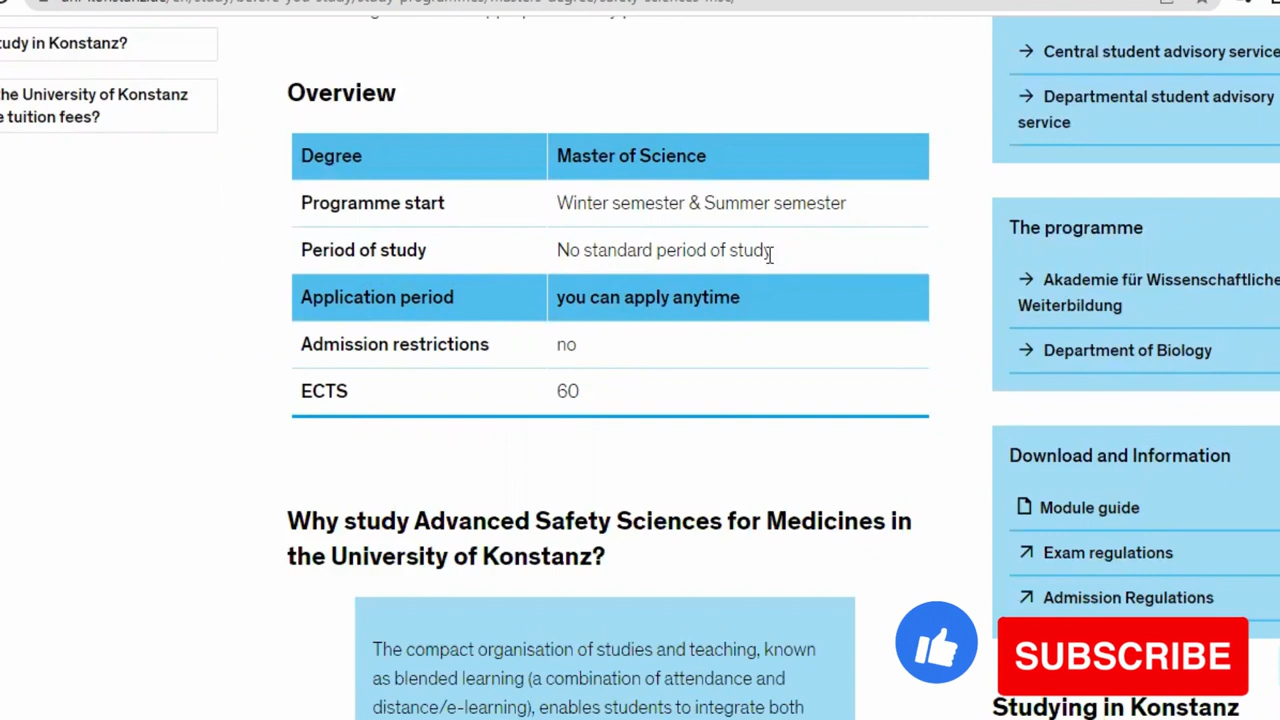 tudy in Konstanz?
the University of Konstanz
e tuition fees?
Overview
Degree Master of Science
Programme start Winter semester & Summer semester
Period of study No standard period of study
Application period you can apply anytime
Admission restrictions no
ECTS 60
Why study Advanced Safety Sciences for Medicines in
the University of Konstanz?
The compact organisation of studies and teaching, known
as blended learning (a combination of attendance and
distance/e-learning), enables students to integrate both
Central student advisory service
Departmental student advisory
service
The programme
Akademie für Wissenschaftliche
Weiterbildung
Department of Biology
Download and Information
Module guide
Exam regulations
Admission Regulations
SUBSCRIBE
Studying in Konstanz